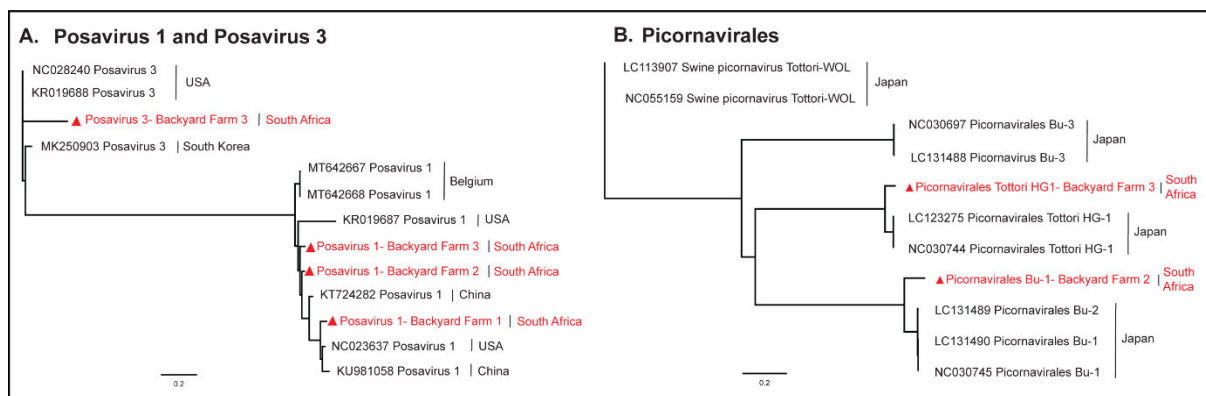 A. Posavirus 1 and Posavirus 3
NC028240 Posavirus 3
KR019688 Posavirus 3
USA
▲ Posavirus 3- Backyard Farm 3 | South Africa
MK250903 Posavirus 3 | South Korea
MT642667 Posavirus 1
MT642668 Posavirus 1
Belgium
KR019687 Posavirus 1 | USA
▲ Posavirus 1- Backyard Farm 3 | South Africa
▲ Posavirus 1- Backyard Farm 2 | South Africa
KT724282 Posavirus 1 | China
▲ Posavirus 1- Backyard Farm 1 | South Africa
NC023637 Posavirus 1 | USA
KU981058 Posavirus 1 | China
0.2
B. Picornavirales
LC113907 Swine picornavirus Tottori-WOL
NC055159 Swine picornavirus Tottori-WOL
Japan
NC030697 Picornavirales Bu-3
LC131488 Picornavirus Bu-3
Japan
▲ Picornavirales Tottori HG1- Backyard Farm 3 | South
Africa
LC123275 Picornavirales Tottori HG-1
NC030744 Picornavirales Tottori HG-1
Japan
▲ Picornavirales Bu-1- Backyard Farm 2 | South
Africa
LC131489 Picornavirales Bu-2
LC131490 Picornavirales Bu-1
NC030745 Picornavirales Bu-1
Japan
0.2